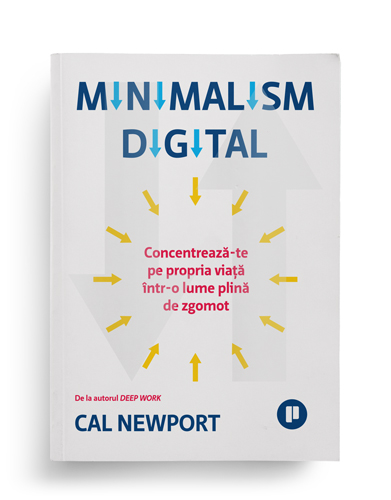 MINIMALISM
DIGITAL
Concentrează-te
pe propria viață
într-o lume plină
de zgomot
De la autorul DEEP WORK
CAL NEWPORT